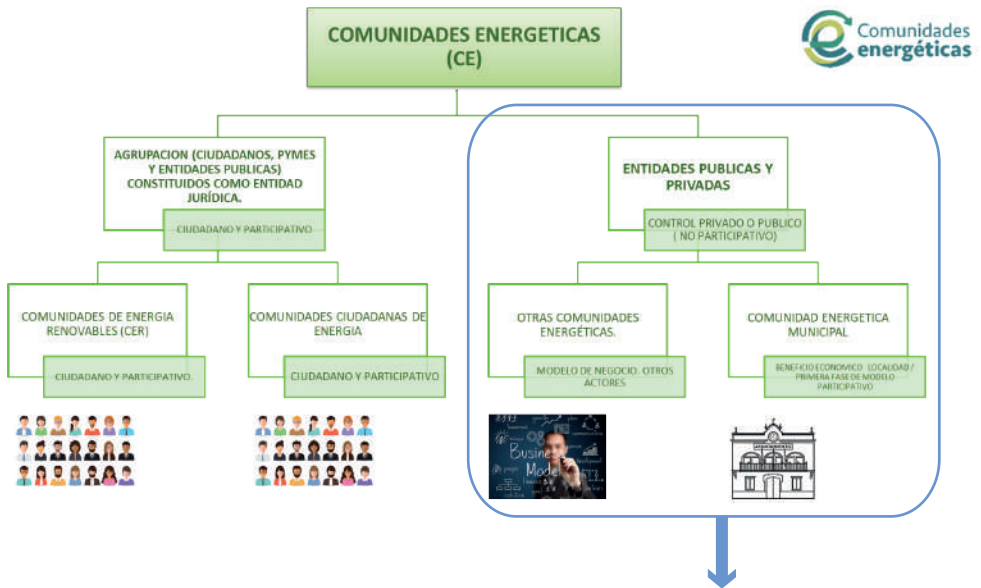 COMUNIDADES ENERGETICAS
(CE)
Comunidades
energéticas
AGRUPACION (CIUDADANOS, PYMES
Y ENTIDADES PUBLICAS)
CONSTITUIDOS COMO ENTIDAD
JURÍDICA.
CIUDADANO Y PARTICIPATIVO
ENTIDADES PUBLICAS Y
PRIVADAS
CONTROL PRIVADO O PUBLICO
( NO PARTICIPATIVO)
COMUNIDADES DE ENERGIA
RENOVABLES (CER)
CIUDADANO Y PARTICIPATIVO.
COMUNIDADES CIUDADANAS DE
ENERGIA
CIUDADANO Y PARTICIPATIVO
OTRAS COMUNIDADES
ENERGÉTICAS.
MODELO DE NEGOCIO. OTROS
ACTORES
COMUNIDAD ENERGETICA
MUNICIPAL
BENEFICIO ECONOMICO LOCALIDAD /
PRIMERA FASE DE MODELO
PARTICIPATIVO
Business
Model